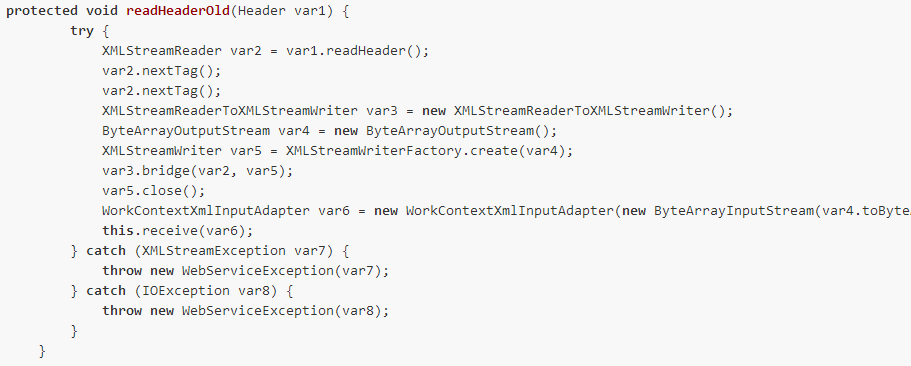 protected void readHeaderOld(Header var1) {
try {
XMLStreamReader var2 = var1.readHeader();
var2.nextTag();
var2.nextTag();
XMLStreamReaderToXMLStreamWriter var3 = new XMLStreamReaderToXMLStreamWriter();
ByteArrayOutputStream var4 = new ByteArrayOutputStream();
XMLStreamWriter var5 = XMLStreamWriterFactory.create(var4);
var3.bridge(var2, var5);
var5.close();
WorkContextXmlInputAdapter var6 = new WorkContextXmlInputAdapter(new ByteArrayInputStream(var4.toByte
this.receive(var6);
} catch (XMLStreamException var7) {
throw new WebServiceException(var7);
} catch (IOException var8) {
throw new WebServiceException(var8);
}
}